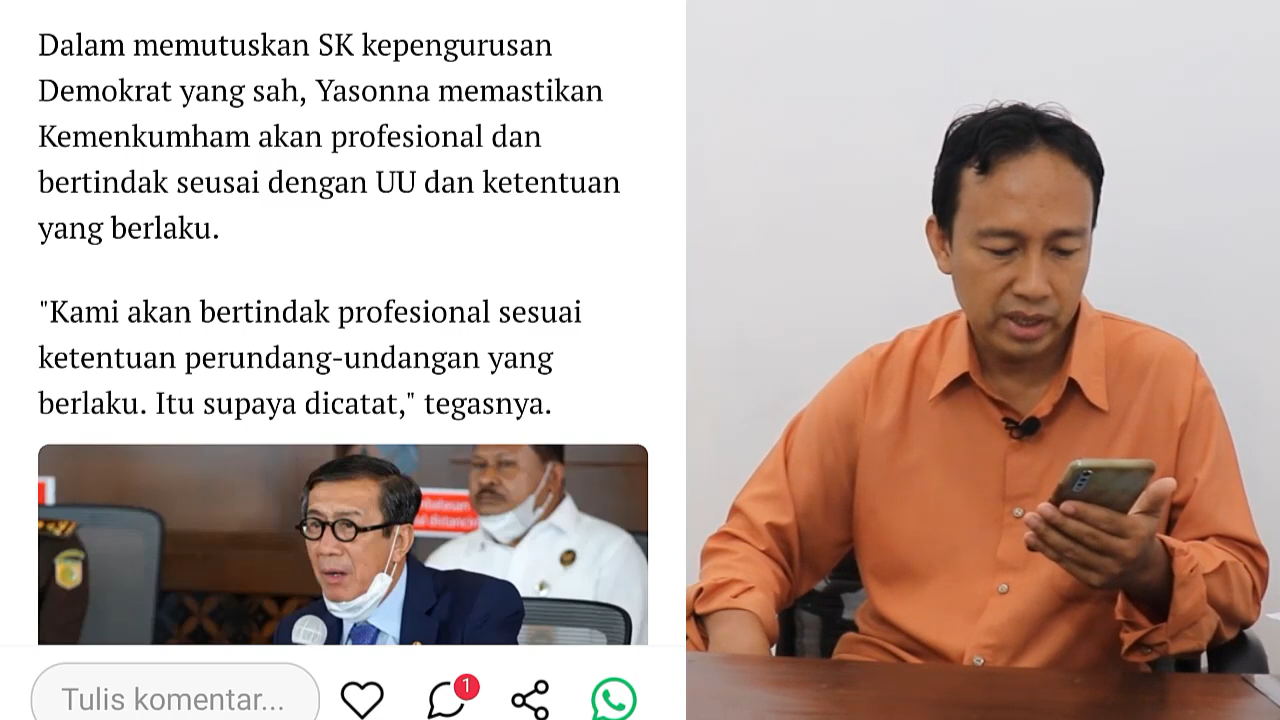 Dalam memutuskan SK kepengurusan
Demokrat yang sah, Yasonna memastikan
Kemenkumham akan profesional dan
bertindak seusai dengan UU dan ketentuan
yang berlaku.
"Kami akan bertindak profesional sesuai
ketentuan perundang-undangan yang
berlaku. Itu supaya dicatat," tegasnya.
Tulis komentar...
1